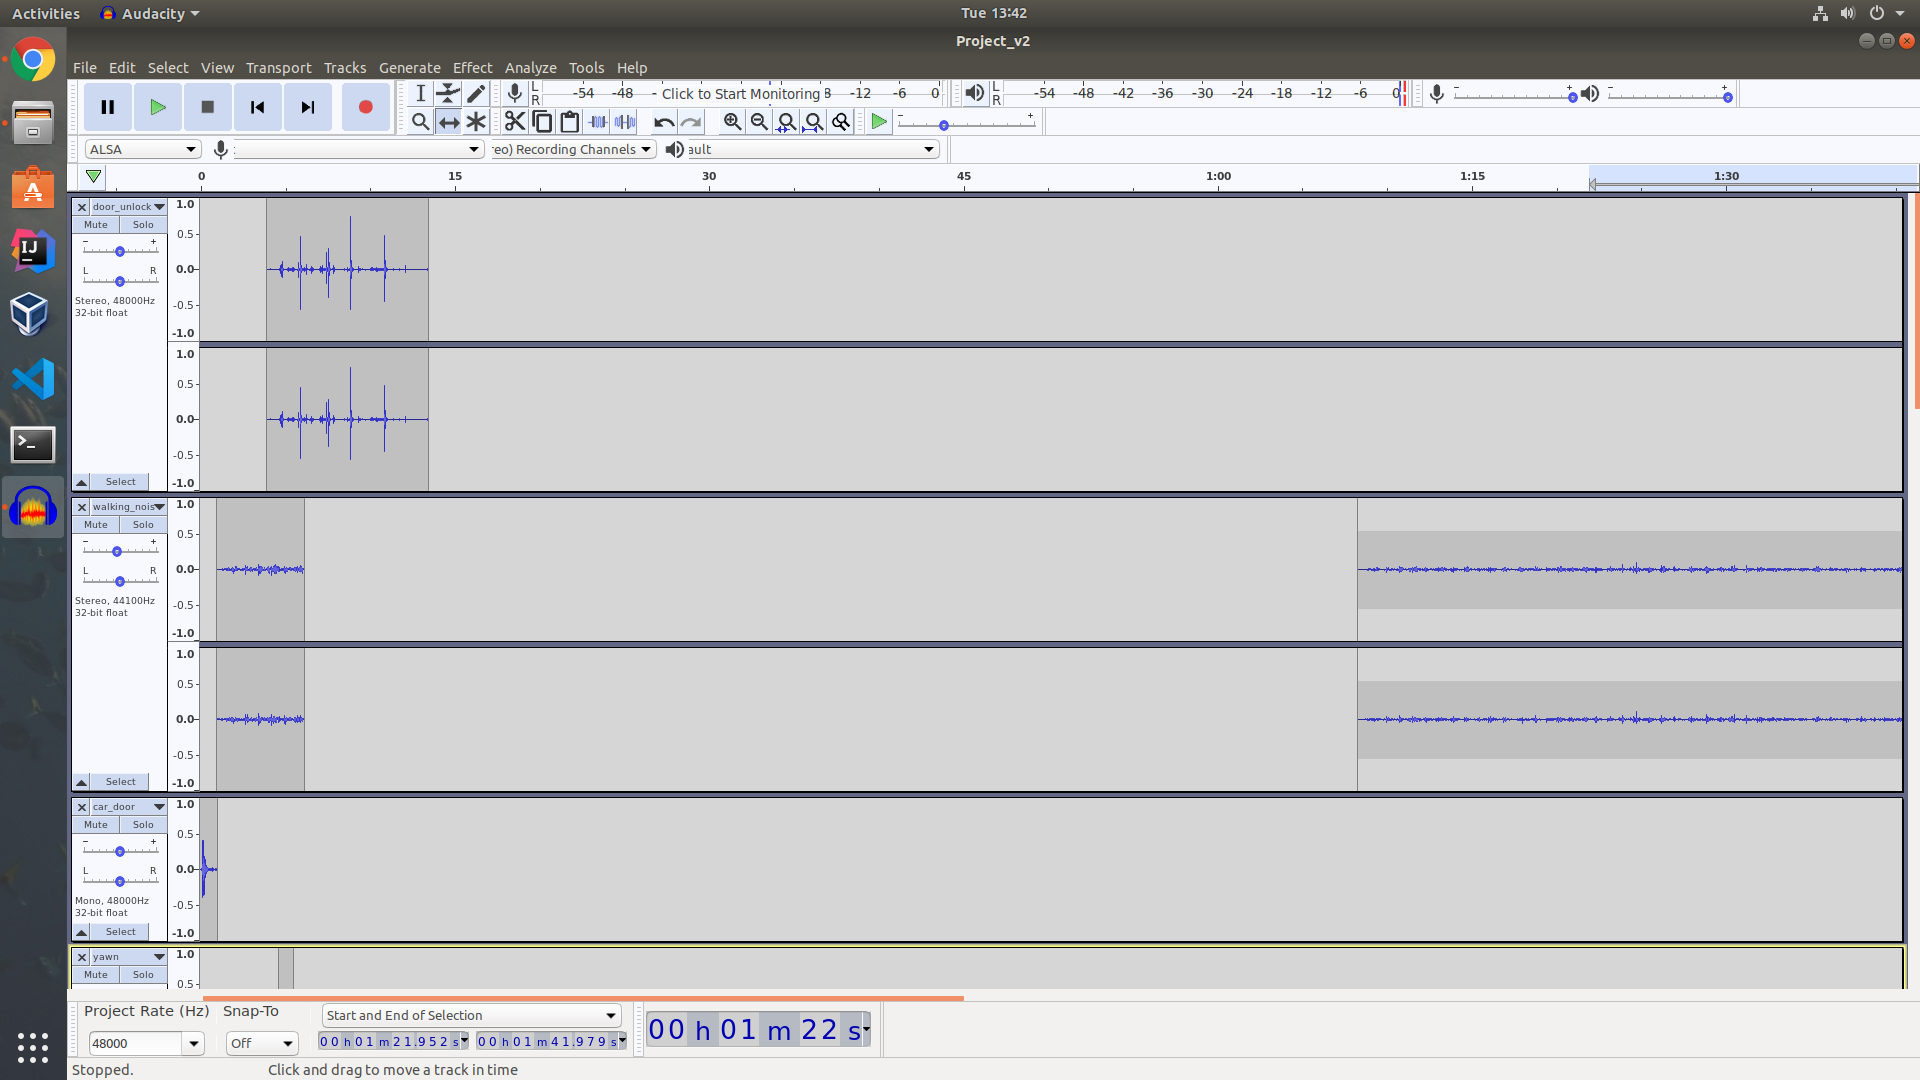 Activities Audacity Tue 13:42
Project_v2
File Edit Select View Transport Tracks Generate Effect Analyze Tools Help
L R -54 -48 - Click to Start Monitoring 8 -12 -6 0 L R -54 -48 -42 -36 -30 -24 -18 -12 -6 0 - + - +
- +
ALSA : reo) Recording Channels ault
0 15 30 45 1:00 1:15 1:30
door_unlock
Mute Solo
- +
L R
Stereo, 48000Hz
32-bit float
Select
1.0
0.5
0.0
-0.5
-1.0
1.0
0.5
0.0
-0.5
-1.0
walking_nois
Mute Solo
- +
L R
Stereo, 44100Hz
32-bit float
Select
1.0
0.5
0.0
-0.5
-1.0
1.0
0.5
0.0
-0.5
-1.0
car_door
Mute Solo
- +
L R
Mono, 48000Hz
32-bit float
Select
1.0
0.5
0.0
-0.5
-1.0
yawn
Mute Solo
1.0
0.5
Project Rate (Hz) Snap-To Start and End of Selection
48000 Off 00 h 01 m 21.952 s 00 h 01 m 41.979 s 00 h 01 m 22 s
Stopped. Click and drag to move a track in time